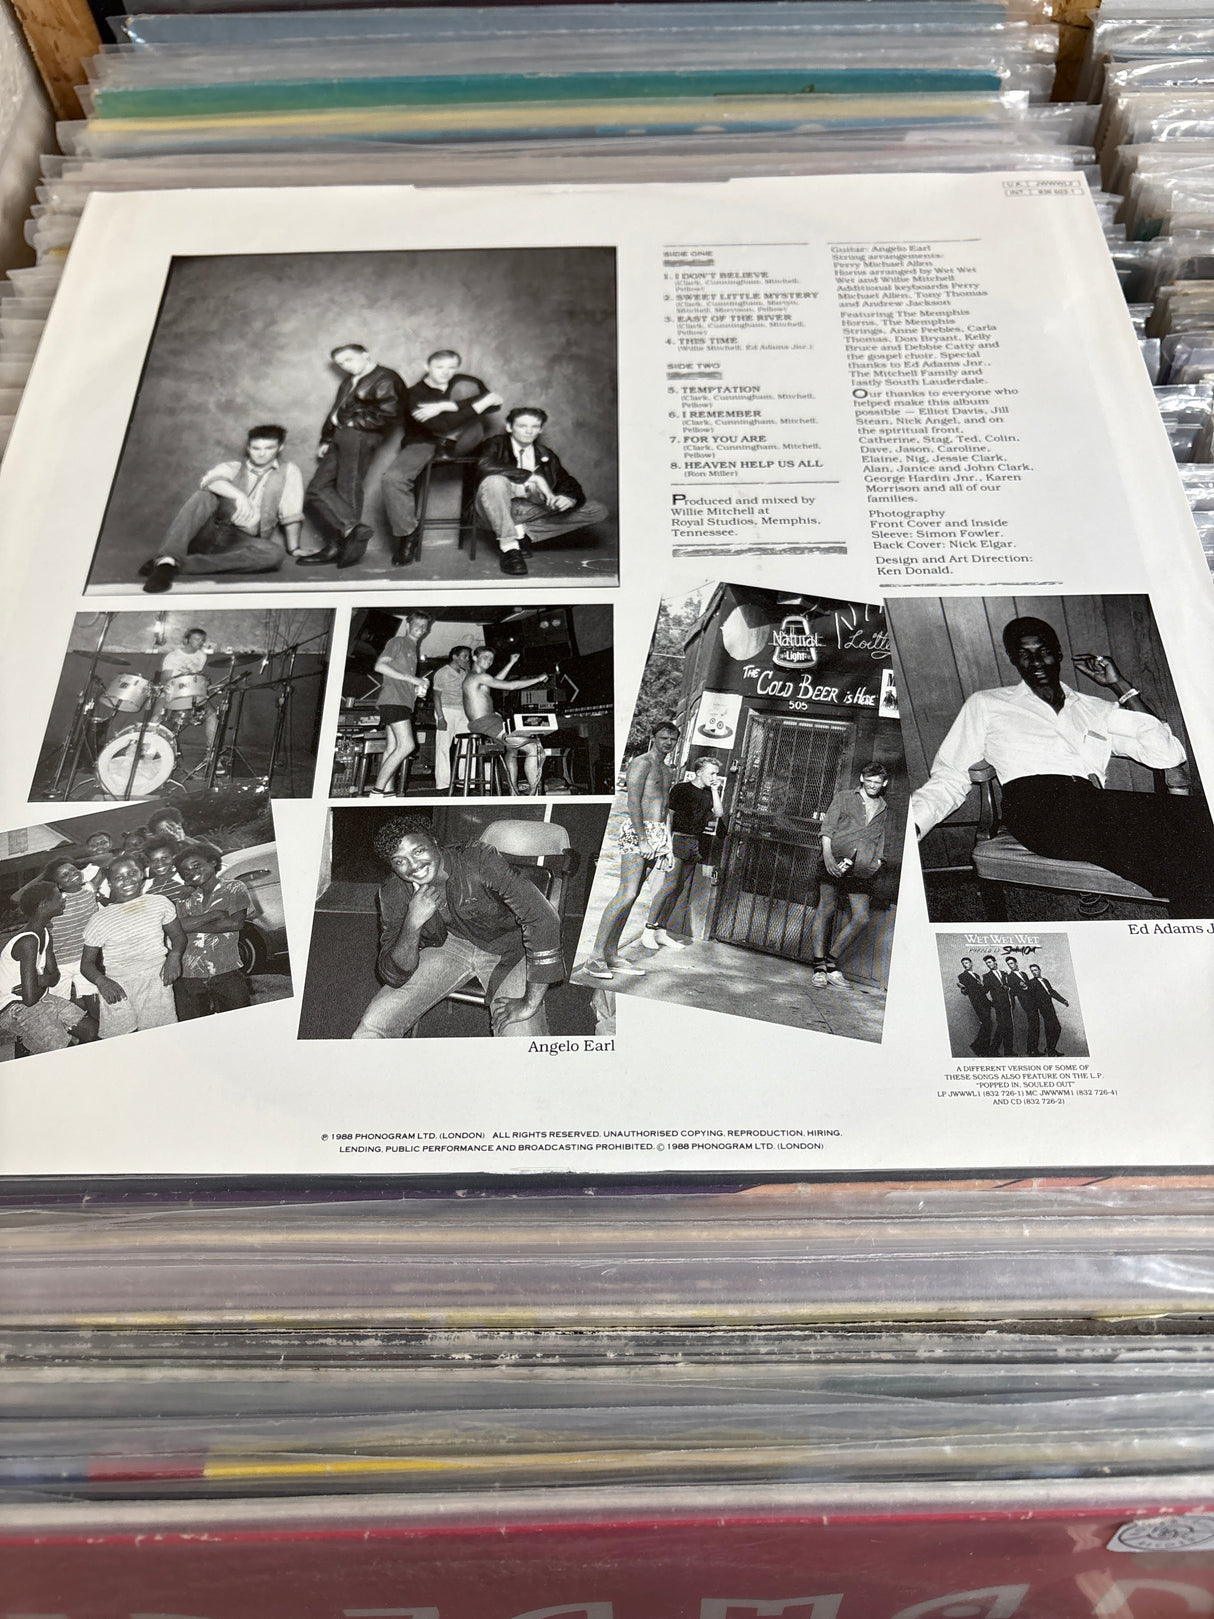 U.K. : JWWWL2
INT. : 836 603-1
SIDE ONE
1. I DON'T BELIEVE
(Clark, Cunningham, Mitchell,
Pellow)
2. SWEET LITTLE MYSTERY
(Clark, Cunningham, Martyn,
Mitchell, Morrison, Pellow)
3. EAST OF THE RIVER
(Clark, Cunningham, Mitchell,
Pellow)
4. THIS TIME
(Willie Mitchell, Ed Adams Jnr.)
SIDE TWO
5. TEMPTATION
(Clark, Cunningham, Mitchell,
Pellow)
6. I REMEMBER
(Clark, Cunningham, Mitchell,
Pellow)
7. FOR YOU ARE
(Clark, Cunningham, Mitchell,
Pellow)
8. HEAVEN HELP US ALL
(Ron Miller)
Produced and mixed by
Willie Mitchell at
Royal Studios, Memphis,
Tennessee.
Guitar: Angelo Earl
String arrangements:
Perry Michael Allen
Horns arranged by Wet Wet
Wet and Willie Mitchell
Additional keyboards Perry
Michael Allen, Tony Thomas
and Andrew Jackson
Featuring The Memphis
Horns, The Memphis
Strings, Anne Peebles, Carla
Thomas, Don Bryant, Kelly
Bruce and Debbie Catty and
the gospel choir. Special
thanks to Ed Adams Jnr.,
The Mitchell Family and
lastly South Lauderdale.
Our thanks to everyone who
helped make this album
possible — Elliot Davis, Jill
Stean, Nick Angel, and on
the spiritual front,
Catherine, Stag, Ted, Colin,
Dave, Jason, Caroline,
Elaine, Nig, Jessie Clark,
Alan, Janice and John Clark,
George Hardin Jnr., Karen
Morrison and all of our
families.
Photography
Front Cover and Inside
Sleeve: Simon Fowler.
Back Cover: Nick Elgar.
Design and Art Direction:
Ken Donald.
Natural
Light
THE COLD BEER is HERE
505
Ed Adams J
Angelo Earl
WET WET WET
POPPED IN Souled Out
A DIFFERENT VERSION OF SOME OF
THESE SONGS ALSO FEATURE ON THE L.P.
"POPPED IN, SOULED OUT"
LP JWWWL1 (832 726-1) MC JWWWM1 (832 726-4)
AND CD (832 726-2)
℗ 1988 PHONOGRAM LTD. (LONDON) ALL RIGHTS RESERVED. UNAUTHORISED COPYING, REPRODUCTION, HIRING,
LENDING, PUBLIC PERFORMANCE AND BROADCASTING PROHIBITED. © 1988 PHONOGRAM LTD. (LONDON)